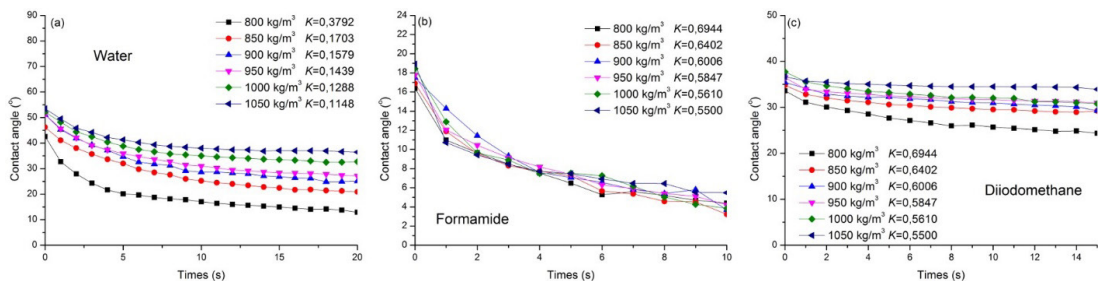 (a)
Water
800 kg/m³ K=0,3792
850 kg/m³ K=0,1703
900 kg/m³ K=0,1579
950 kg/m³ K=0,1439
1000 kg/m³ K=0,1288
1050 kg/m³ K=0,1148
Contact angle (°)
90
80
70
60
50
40
30
20
10
0
0 5 10 15 20
Times (s)
(b)
800 kg/m³ K=0,6944
850 kg/m³ K=0,6402
900 kg/m³ K=0,6006
950 kg/m³ K=0,5847
1000 kg/m³ K=0,5610
1050 kg/m³ K=0,5500
Formamide
Contact angle (°)
24
22
20
18
16
14
12
10
8
6
4
2
0
0 2 4 6 8 10
Times (s)
(c)
800 kg/m³ K=0,6944
850 kg/m³ K=0,6402
900 kg/m³ K=0,6006
950 kg/m³ K=0,5847
1000 kg/m³ K=0,5610
1050 kg/m³ K=0,5500
Diiodomethane
Contact angle (°)
50
40
30
20
10
0
0 2 4 6 8 10 12 14
Times (s)